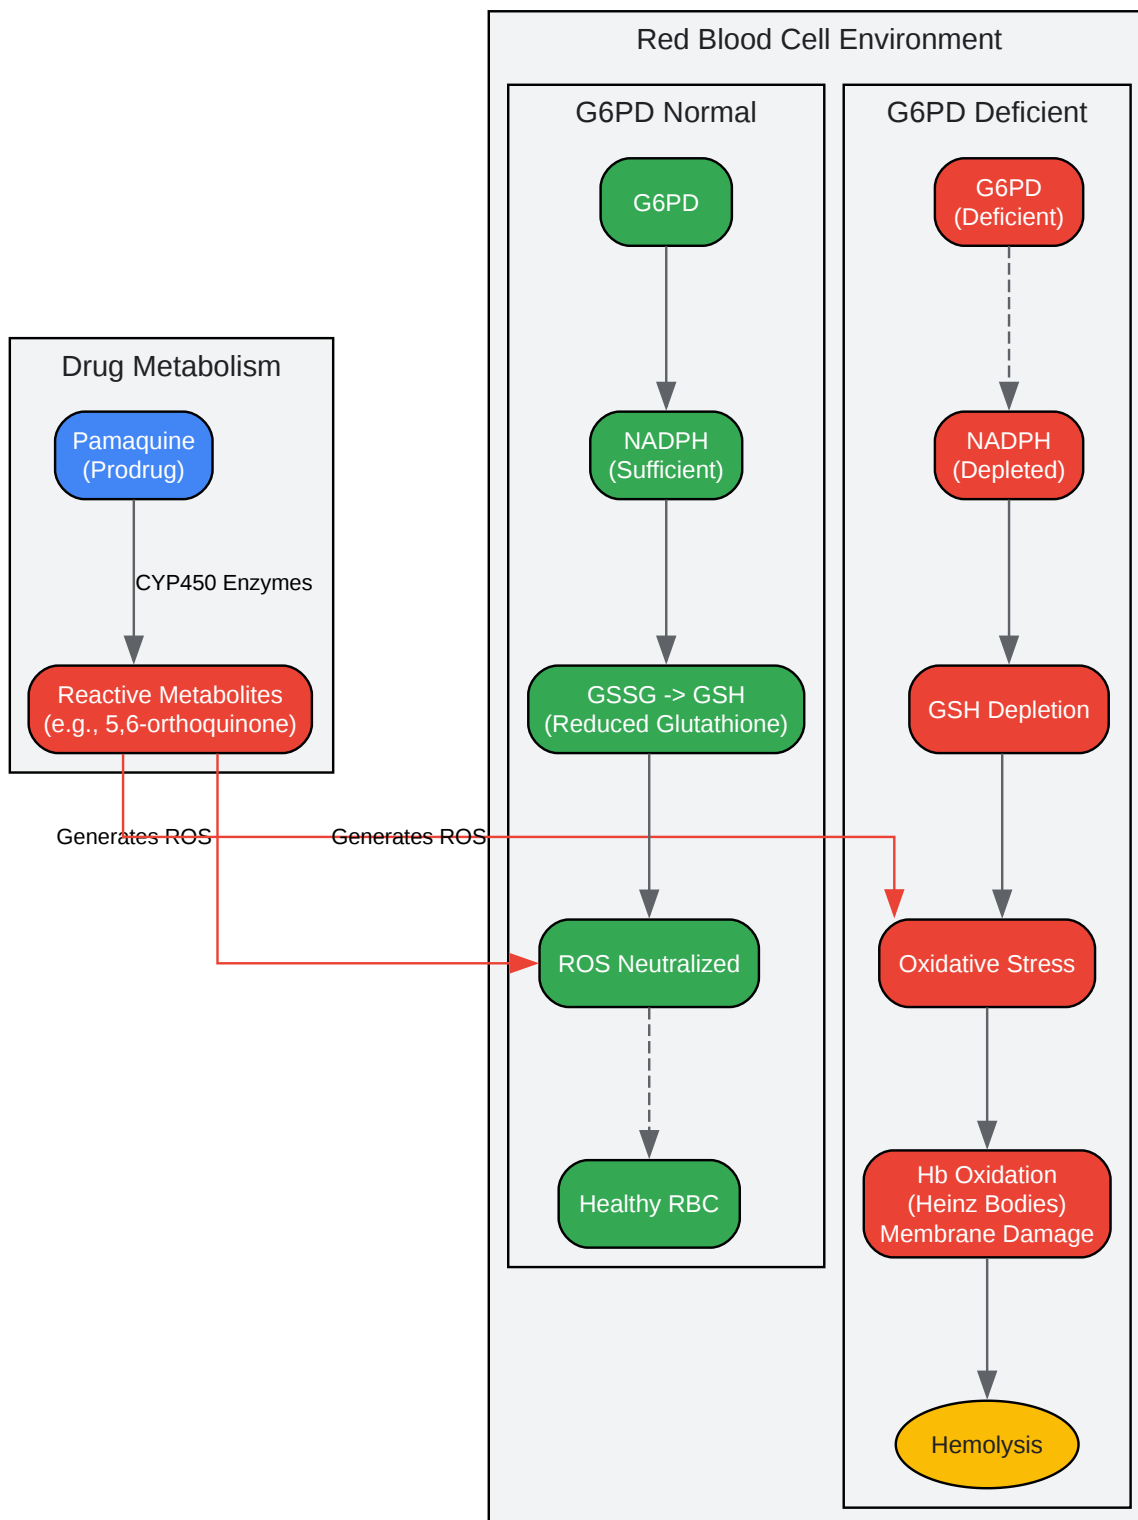 Red Blood Cell Environment
G6PD Normal
G6PD
NADPH
(Sufficient)
GSSG -> GSH
(Reduced Glutathione)
ROS Neutralized
Healthy RBC
G6PD Deficient
G6PD
(Deficient)
NADPH
(Depleted)
GSH Depletion
Oxidative Stress
Hb Oxidation
(Heinz Bodies)
Membrane Damage
Hemolysis
Drug Metabolism
Pamaquine
(Prodrug)
CYP450 Enzymes
Reactive Metabolites
(e.g., 5,6-orthoquinone)
Generates ROS
Generates ROS